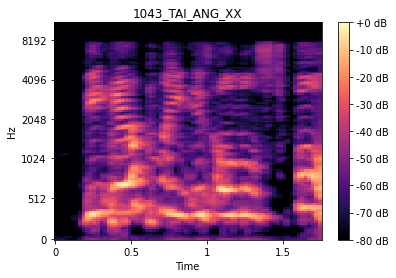 1043_TAI_ANG_XX
+0 dB
8192
-10 dB
4096
-20 dB
-30 dB
2048
Hz
-40 dB
1024
-50 dB
-60 dB
512
-70 dB
0
-80 dB
0
0.5
1
1.5
Time